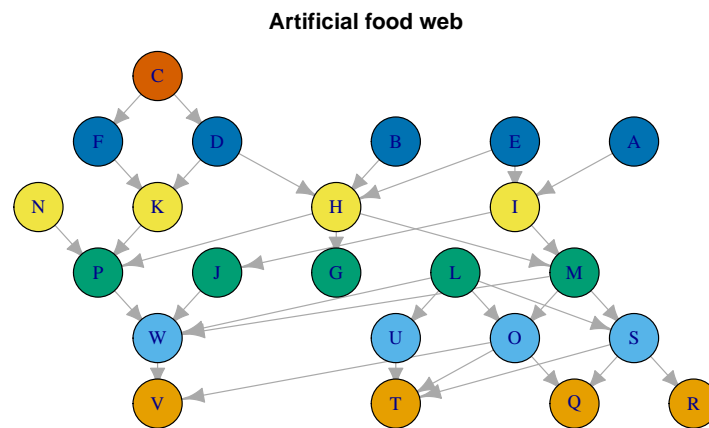 Artificial food web
C
F D B E A
N K H I
P J G L M
W U O S
V T Q R